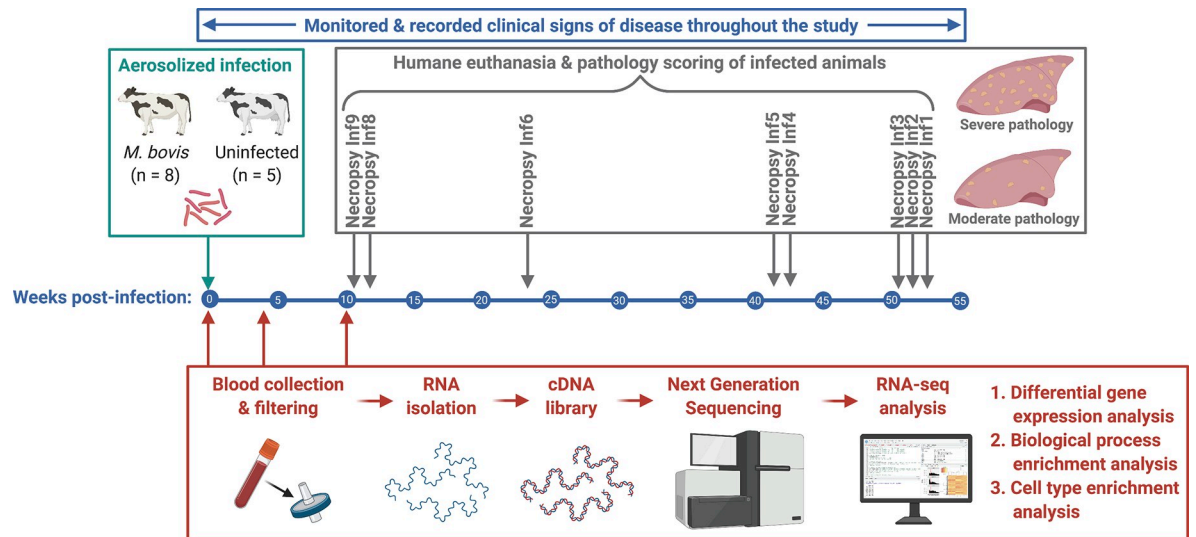 Monitored & recorded clinical signs of disease throughout the study
Aerosolized infection
M. bovis
(n = 8)
Uninfected
(n = 5)
Humane euthanasia & pathology scoring of infected animals
Necropsy Inf9
Necropsy Inf8
Necropsy Inf6
Necropsy Inf5
Necropsy Inf4
Necropsy Inf3
Necropsy Inf2
Necropsy Inf1
Severe pathology
Moderate pathology
Weeks post-infection:
0
5
10
15
20
25
30
35
40
45
50
55
Blood collection
& filtering
RNA
isolation
cDNA
library
Next Generation
Sequencing
RNA-seq
analysis
1. Differential gene
expression analysis
2. Biological process
enrichment analysis
3. Cell type enrichment
analysis